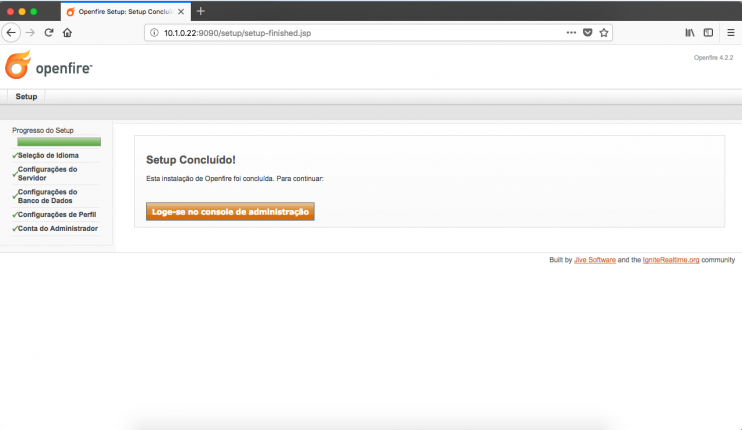 Openfire Setup: Setup Concluí
10.1.0.22:9090/setup/setup-finished.jsp
openfire™
Openfire 4.2.2
Setup
Progresso do Setup
Seleção de Idioma
Configurações do
Servidor
Configurações do
Banco de Dados
Configurações de Perfil
Conta do Administrador
Setup Concluído!
Esta instalação de Openfire foi concluída. Para continuar:
Loge-se no console de administração
Built by Jive Software and the IgniteRealtime.org community